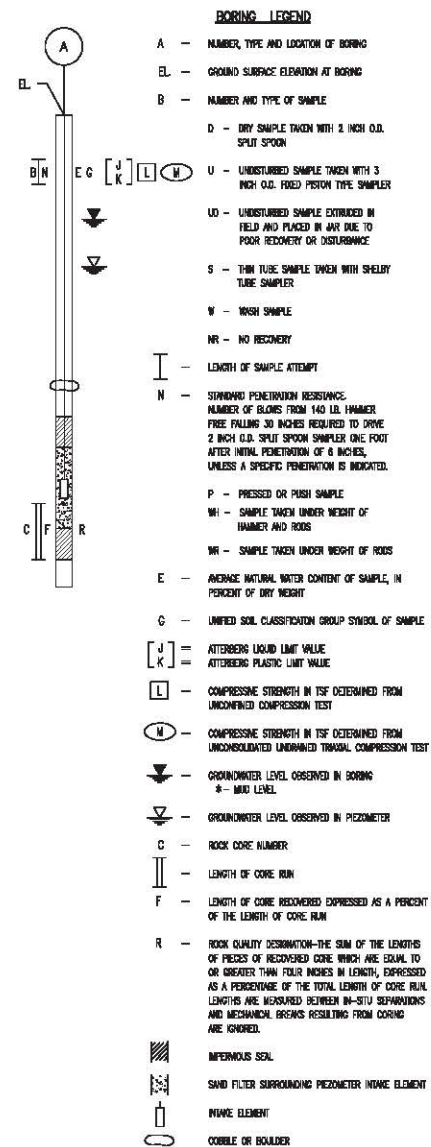 BORING LEGEND
A
EL
B N E G [J K] L M
C F R
A – NUMBER, TYPE AND LOCATION OF BORING
EL – GROUND SURFACE ELEVATION AT BORING
B – NUMBER AND TYPE OF SAMPLE
D – DRY SAMPLE TAKEN WITH 2 INCH O.D.
SPLIT SPOON
U – UNDISTURBED SAMPLE TAKEN WITH 3
INCH O.D. FIXED PISTON TYPE SAMPLER
UO – UNDISTURBED SAMPLE EXTRUDED IN
FIELD AND PLACED IN JAR DUE TO
POOR RECOVERY OR DISTURBANCE
S – THIN TUBE SAMPLE TAKEN WITH SHELBY
TUBE SAMPLER
W – WASH SAMPLE
NR – NO RECOVERY
– LENGTH OF SAMPLE ATTEMPT
N – STANDARD PENETRATION RESISTANCE.
NUMBER OF BLOWS FROM 140 LB. HAMMER
FREE FALLING 30 INCHES REQUIRED TO DRIVE
2 INCH O.D. SPLIT SPOON SAMPLER ONE FOOT
AFTER INITIAL PENETRATION OF 6 INCHES,
UNLESS A SPECIFIC PENETRATION IS INDICATED.
P – PRESSED OR PUSH SAMPLE
WH – SAMPLE TAKEN UNDER WEIGHT OF
HAMMER AND RODS
WR – SAMPLE TAKEN UNDER WEIGHT OF RODS
E – AVERAGE NATURAL WATER CONTENT OF SAMPLE, IN
PERCENT OF DRY WEIGHT
G – UNIFIED SOIL CLASSIFICATON GROUP SYMBOL OF SAMPLE
[J = ATTERBERG LIQUID LIMIT VALUE
K] = ATTERBERG PLASTIC LIMIT VALUE
L – COMPRESSIVE STRENGTH IN TSF DETERMINED FROM
UNCONFINED COMPRESSION TEST
M – COMPRESSIVE STRENGTH IN TSF DETERMINED FROM
UNCONSOLIDATED UNDRAINED TRIAXIAL COMPRESSION TEST
– GROUNDWATER LEVEL OBSERVED IN BORING
* – MUD LEVEL
– GROUNDWATER LEVEL OBSERVED IN PIEZOMETER
C – ROCK CORE NUMBER
– LENGTH OF CORE RUN
F – LENGTH OF CORE RECOVERED EXPRESSED AS A PERCENT
OF THE LENGTH OF CORE RUN
R – ROCK QUALITY DESIGNATION–THE SUM OF THE LENGTHS
OF PIECES OF RECOVERED CORE WHICH ARE EQUAL TO
OR GREATER THAN FOUR INCHES IN LENGTH, EXPRESSED
AS A PERCENTAGE OF THE TOTAL LENGTH OF CORE RUN.
LENGTHS ARE MEASURED BETWEEN IN-SITU SEPARATIONS
AND MECHANICAL BREAKS RESULTING FROM CORING
ARE IGNORED.
IMPERVIOUS SEAL
SAND FILTER SURROUNDING PIEZOMETER INTAKE ELEMENT
INTAKE ELEMENT
COBBLE OR BOULDER